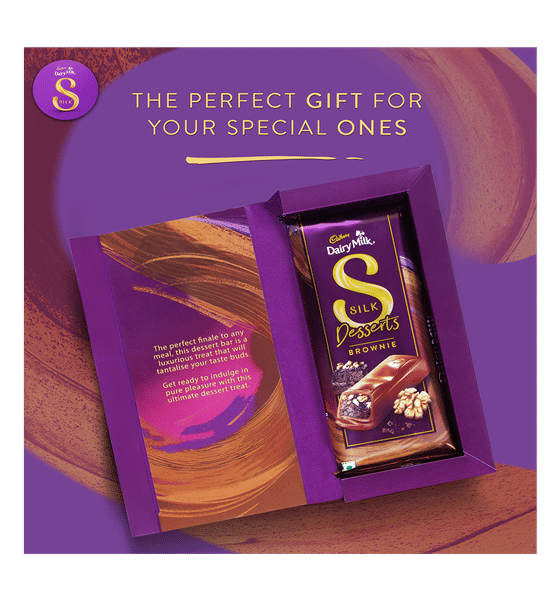 Cadbury
Dairy Milk
S
SILK
THE PERFECT GIFT FOR
YOUR SPECIAL ONES
The perfect finale to any
meal, this dessert bar is a
luxurious treat that will
tantalise your taste buds.
Get ready to indulge in
pure pleasure with this
ultimate dessert treat.
Cadbury
Dairy Milk
S
SILK
Desserts
BROWNIE